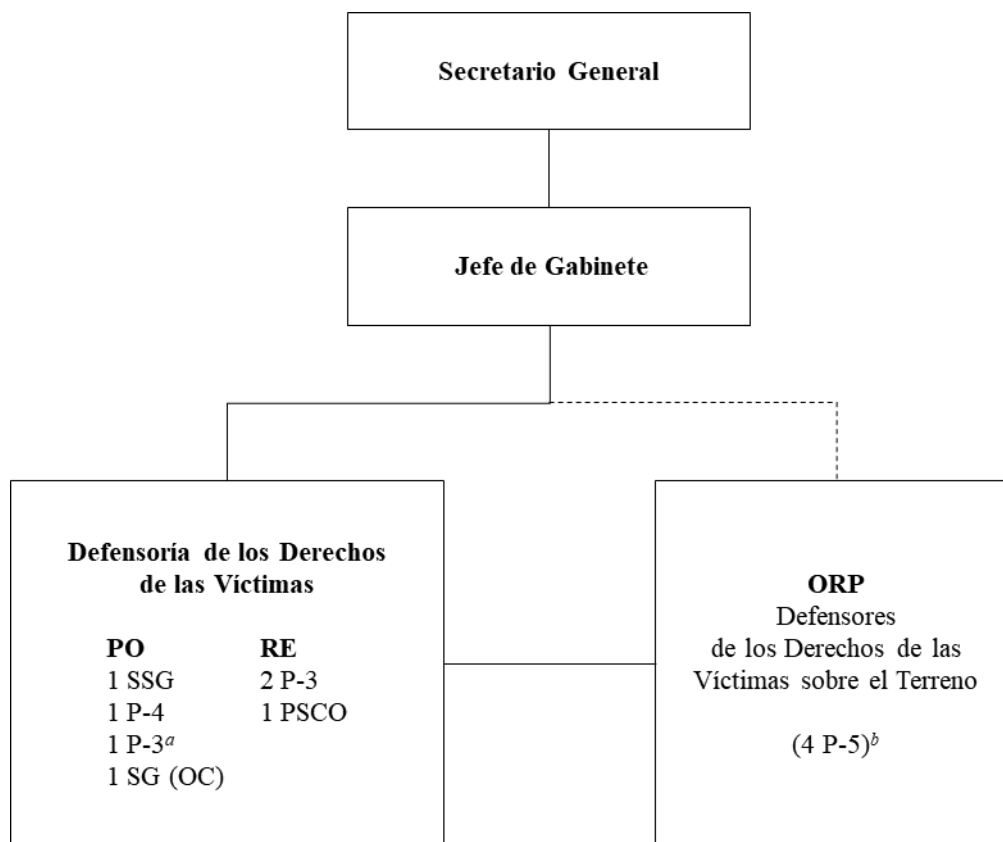 Secretario General
Jefe de Gabinete
Defensoría de los Derechos
de las Víctimas
PO
1 SSG
1 P-4
1 P-3ᵃ
1 SG (OC)
RE
2 P-3
1 PSCO
ORP
Defensores
de los Derechos de las
Víctimas sobre el Terreno
(4 P-5)ᵇ